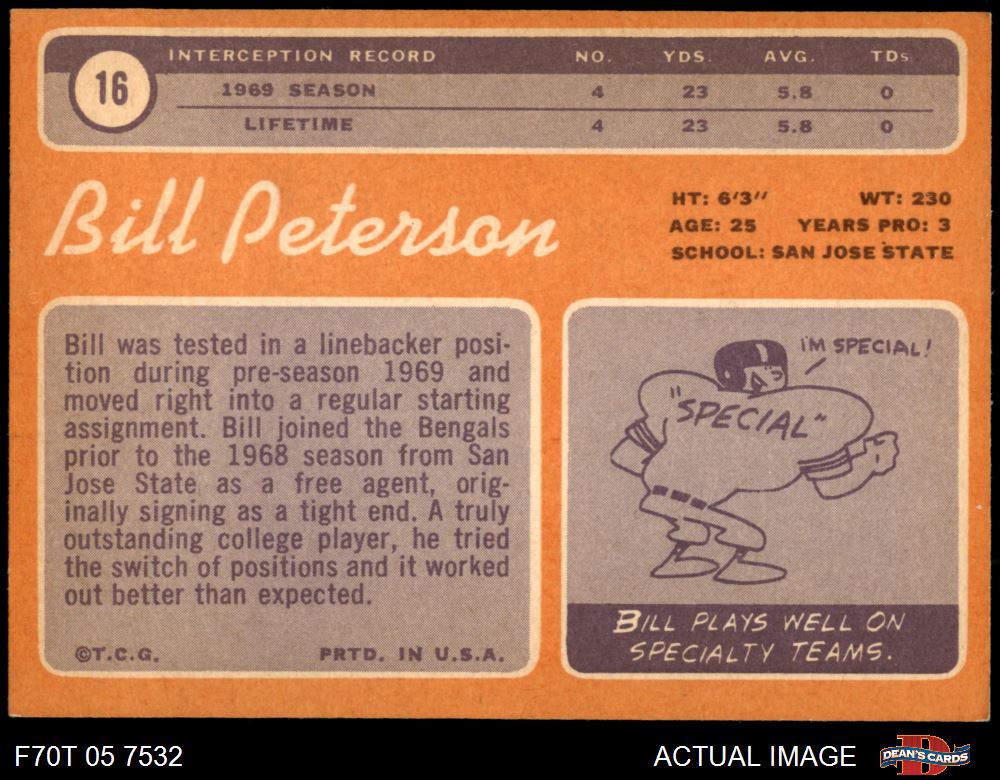 16
INTERCEPTION RECORD NO. YDS. AVG. TDs
1969 SEASON 4 23 5.8 0
LIFETIME 4 23 5.8 0
Bill Peterson
HT: 6'3" WT: 230
AGE: 25 YEARS PRO: 3
SCHOOL: SAN JOSE STATE
Bill was tested in a linebacker posi-
tion during pre-season 1969 and
moved right into a regular starting
assignment. Bill joined the Bengals
prior to the 1968 season from San
Jose State as a free agent, orig-
inally signing as a tight end. A truly
outstanding college player, he tried
the switch of positions and it worked
out better than expected.
©T.C.G. PRTD. IN U.S.A.
I'M SPECIAL!
"SPECIAL"
BILL PLAYS WELL ON
SPECIALTY TEAMS.
F70T 05 7532
ACTUAL IMAGE
D
DEAN'S CARDS